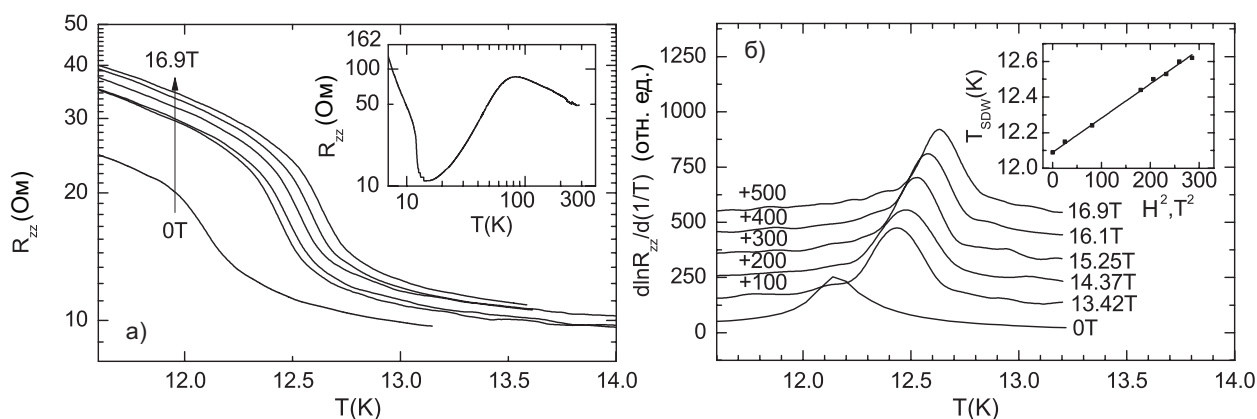 50
40
30
20
10
R_zz (Ом)
16.9T
0T
а)
12.0 12.5 13.0 13.5 14.0
T(K)
162
100
50
10
R_zz (Ом)
10 100 300
T(K)
б)
1250
1000
750
500
250
0
dlnR_zz/d(1/T) (отн. ед.)
+500
+400
+300
+200
+100
16.9T
16.1T
15.25T
14.37T
13.42T
0T
12.0 12.5 13.0 13.5 14.0
T(K)
12.6
12.4
12.2
12.0
T_SDW(K)
0 100 200 300
H²,T²